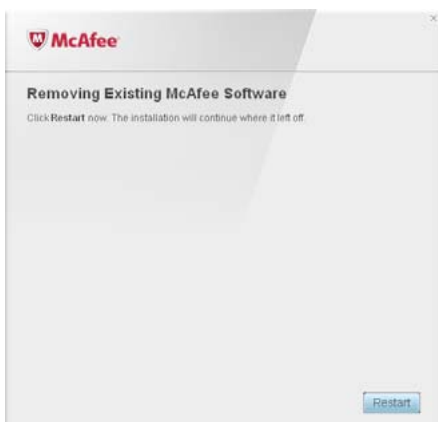 McAfee
Removing Existing McAfee Software
Click Restart now. The installation will continue where it left off.
Restart